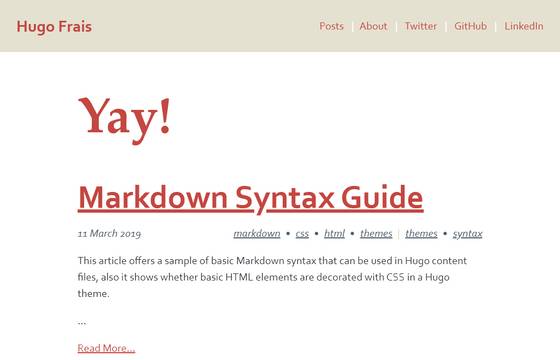 Hugo Frais
Posts | About | Twitter | GitHub | LinkedIn
Yay!
Markdown Syntax Guide
11 March 2019
markdown • css • html • themes | themes • syntax
This article offers a sample of basic Markdown syntax that can be used in Hugo content
files, also it shows whether basic HTML elements are decorated with CSS in a Hugo
theme.
...
Read More...